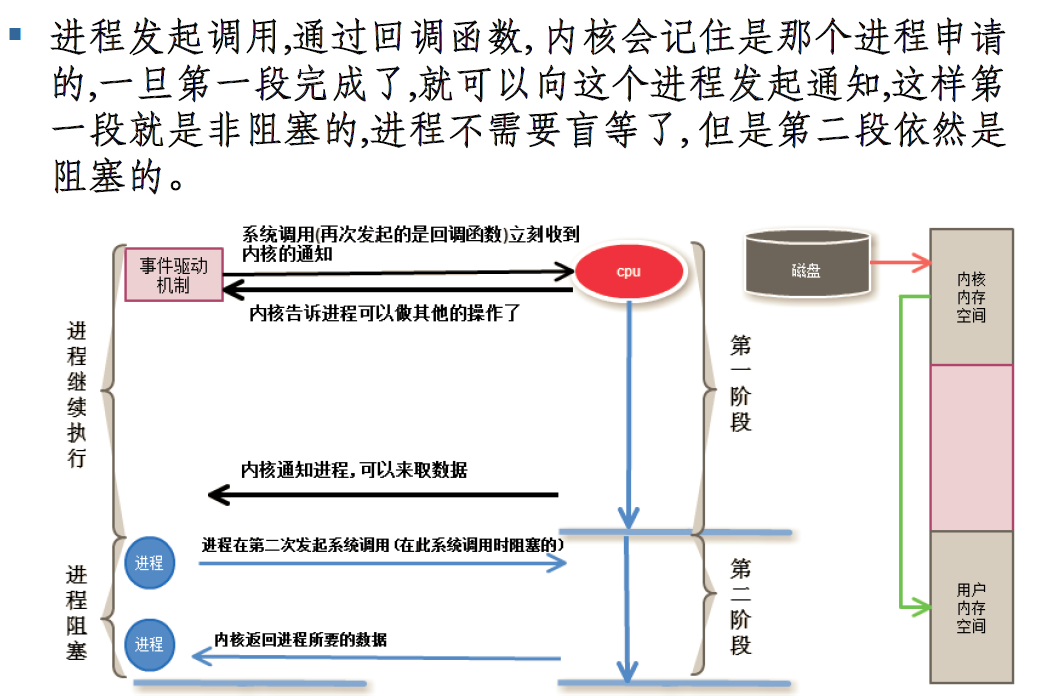 进程发起调用,通过回调函数, 内核会记住是那个进程申请
的,一旦第一段完成了,就可以向这个进程发起通知,这样第
一段就是非阻塞的,进程不需要盲等了, 但是第二段依然是
阻塞的。
系统调用(再次发起的是回调函数)立刻收到
内核的通知
事件驱动
机制
cpu
磁盘
内核
内存
空间
内核告诉进程可以做其他的操作了
进程继续执行
第一阶段
内核通知进程, 可以来取数据
进程在第二次发起系统调用 (在此系统调用时阻塞的)
进程
进程阻塞
第二阶段
用户
内存
空间
进程
内核返回进程所要的数据